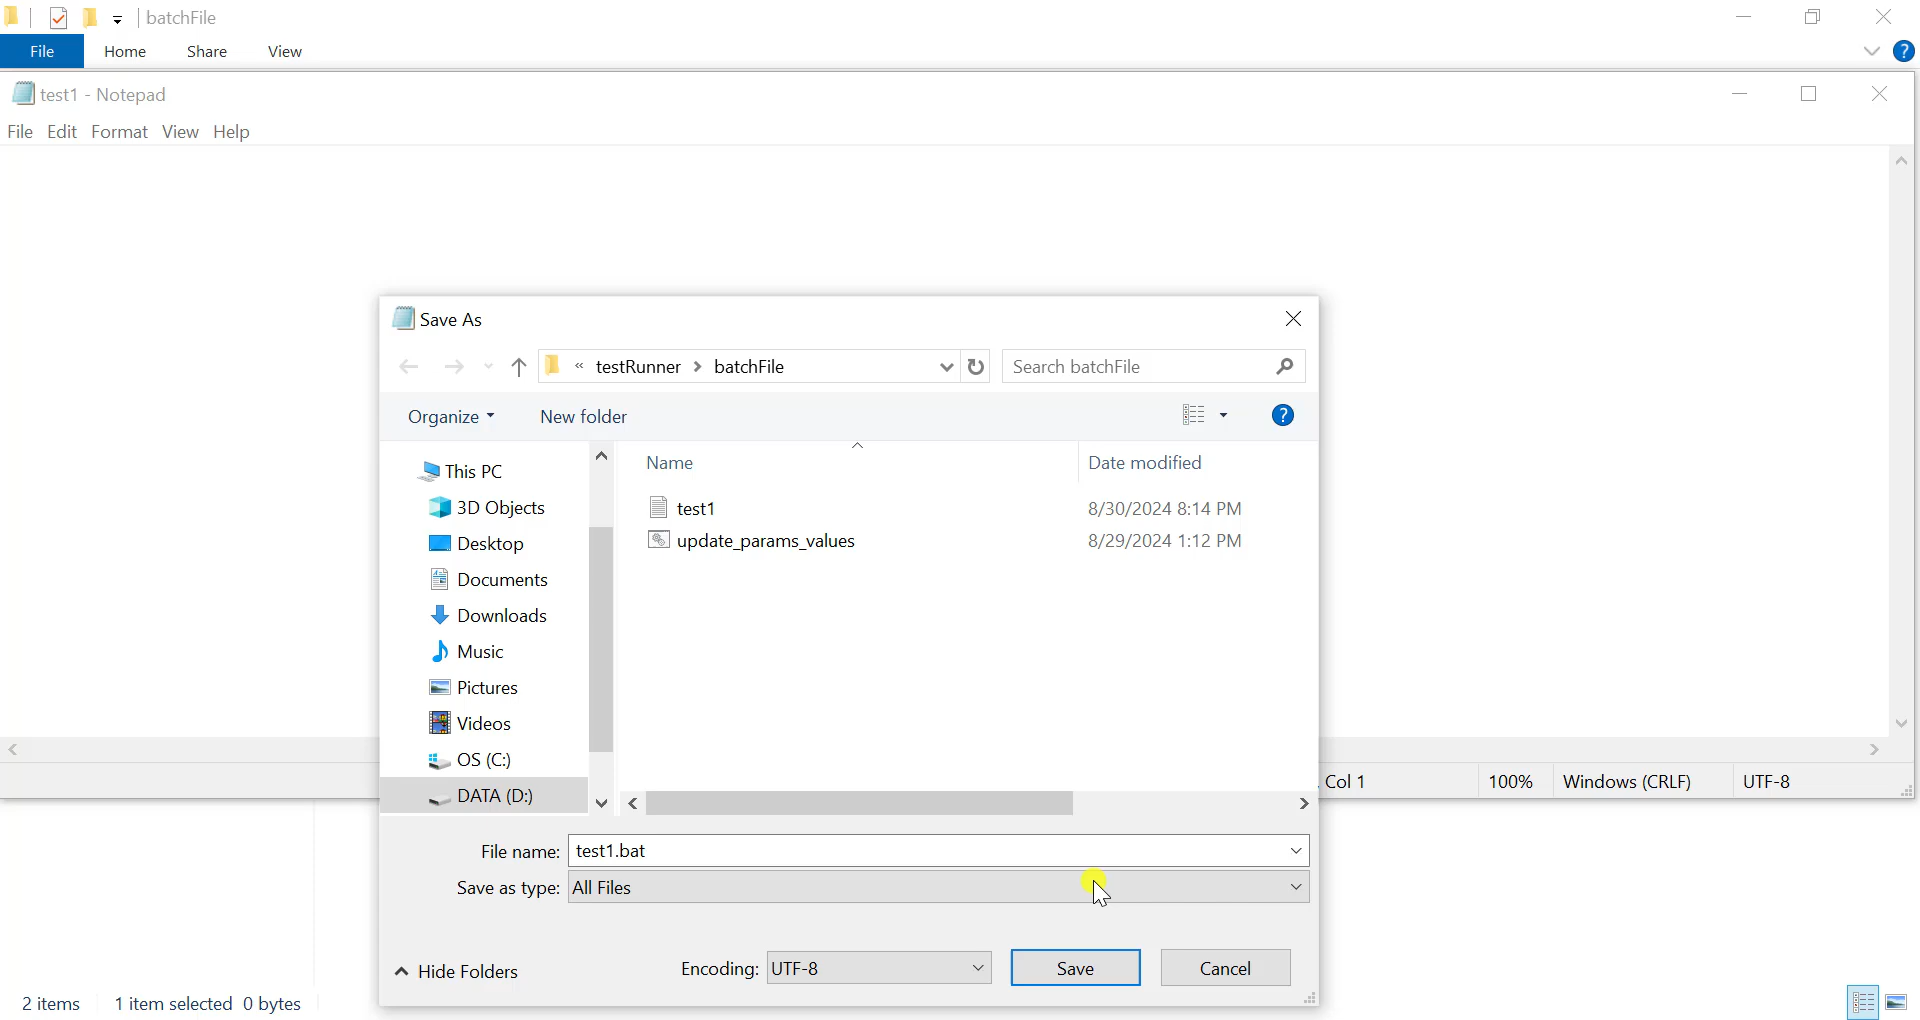 batchFile
File Home Share View
test1 - Notepad
File Edit Format View Help
Save As
« testRunner > batchFile
Search batchFile
Organize New folder
This PC
3D Objects
Desktop
Documents
Downloads
Music
Pictures
Videos
OS (C:)
DATA (D:)
Name Date modified
test1 8/30/2024 8:14 PM
update_params_values 8/29/2024 1:12 PM
File name: test1.bat
Save as type: All Files
Hide Folders Encoding: UTF-8 Save Cancel
Col 1 100% Windows (CRLF) UTF-8
2 items 1 item selected 0 bytes